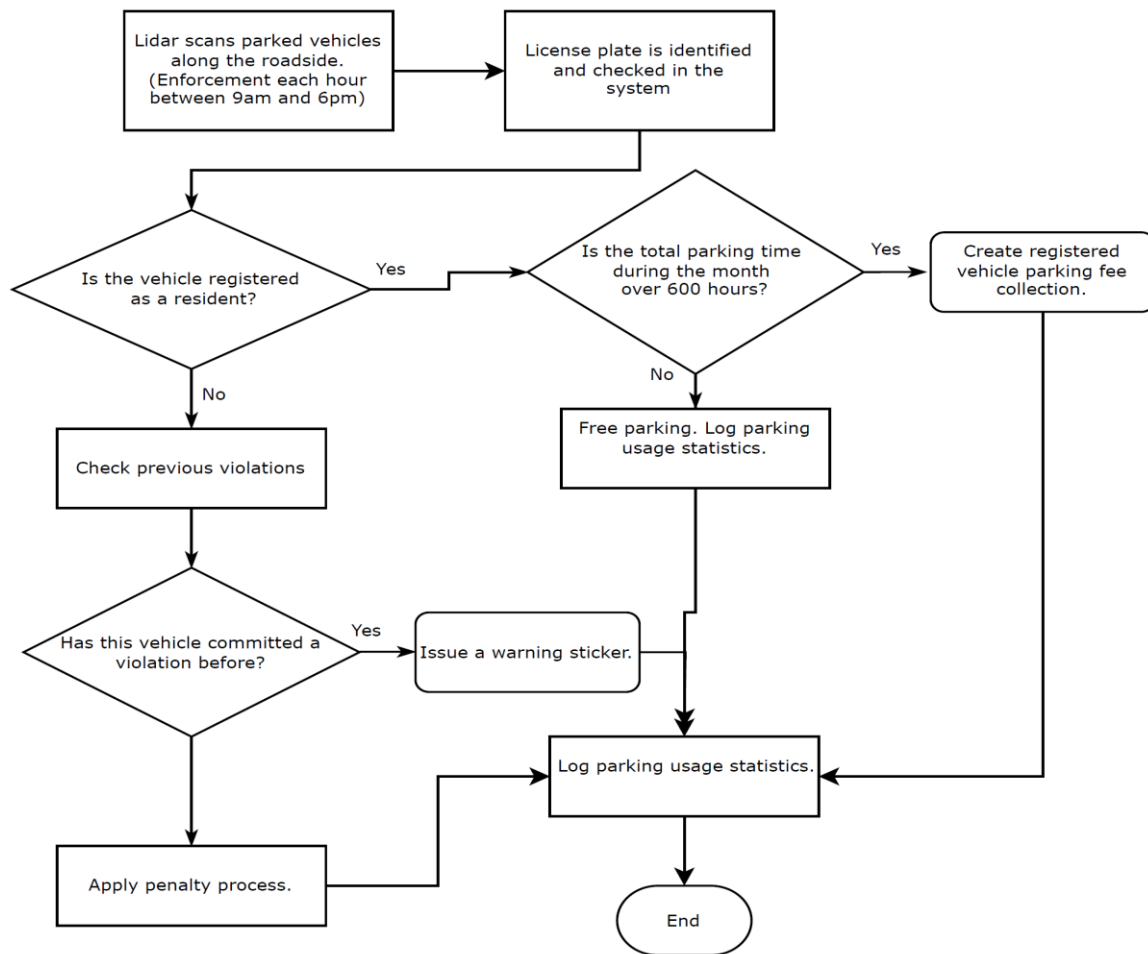 Lidar scans parked vehicles
along the roadside.
(Enforcement each hour
between 9am and 6pm)
License plate is identified
and checked in the
system
Is the vehicle registered
as a resident?
Yes
Is the total parking time
during the month
over 600 hours?
Yes
Create registered
vehicle parking fee
collection.
No
No
Free parking. Log parking
usage statistics.
Check previous violations
Has this vehicle committed a
violation before?
Yes
Issue a warning sticker.
Log parking usage statistics.
Apply penalty process.
End